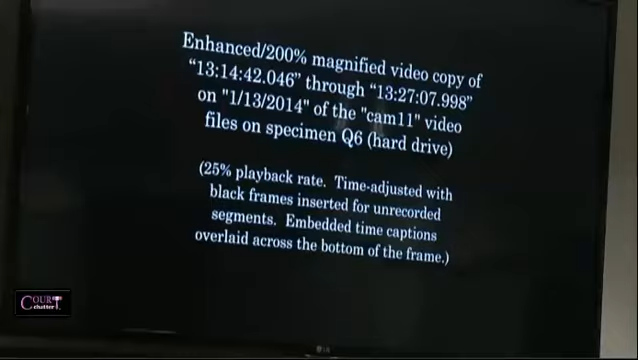 Enhanced/200% magnified video copy of
“13:14:42.046” through “13:27:07.998”
on "1/13/2014" of the "cam11" video
files on specimen Q6 (hard drive)
(25% playback rate. Time-adjusted with
black frames inserted for unrecorded
segments. Embedded time captions
overlaid across the bottom of the frame.)
COURT
chatter
LG